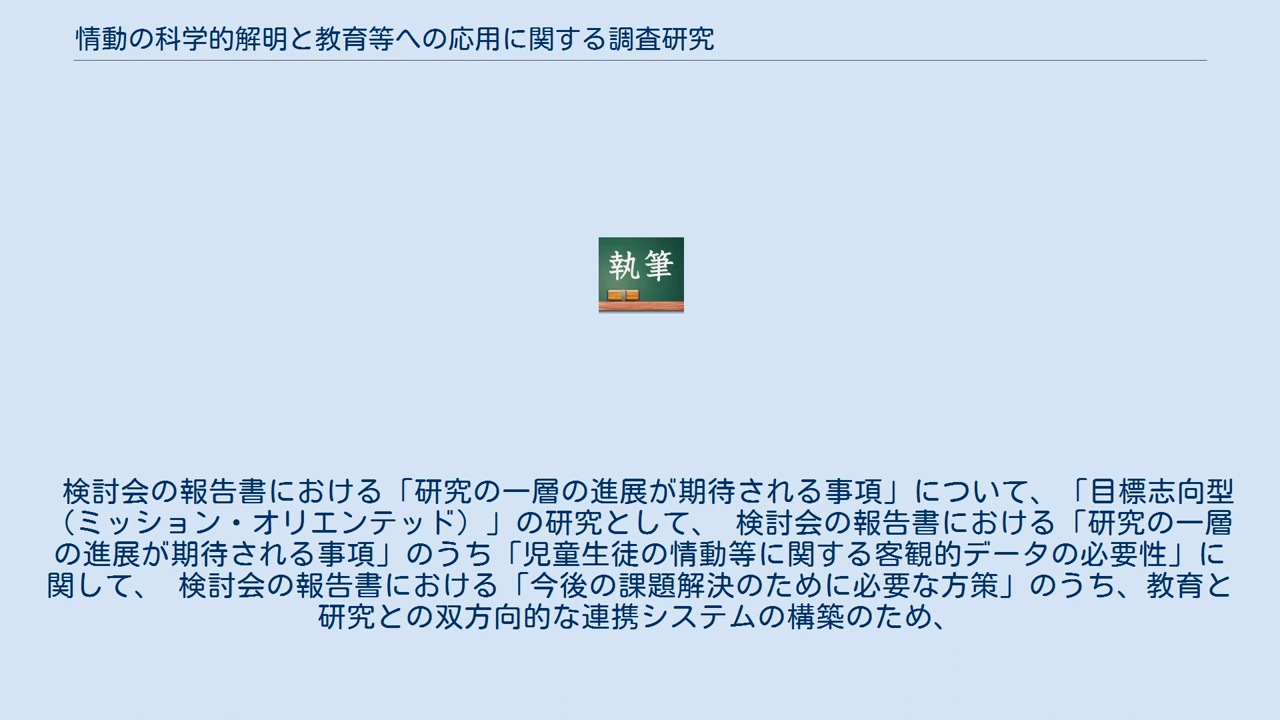 情動の科学的解明と教育等への応用に関する調査研究
執筆
検討会の報告書における「研究の一層の進展が期待される事項」について、「目標志向型
（ミッション・オリエンテッド）」の研究として、 検討会の報告書における「研究の一層
の進展が期待される事項」のうち「児童生徒の情動等に関する客観的データの必要性」に
関して、 検討会の報告書における「今後の課題解決のために必要な方策」のうち、教育と
研究との双方向的な連携システムの構築のため、